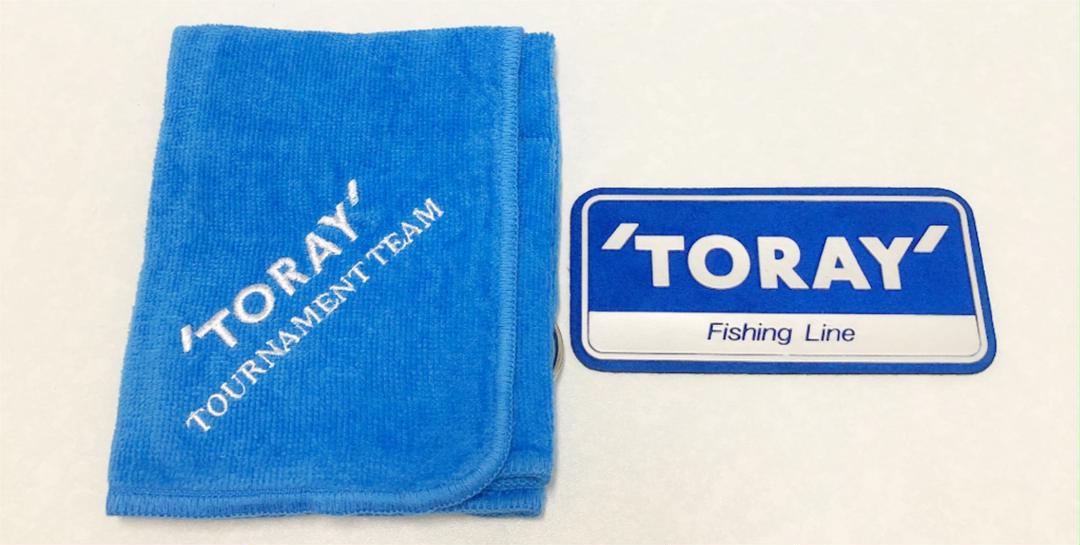 'TORAY'
TOURNAMENT TEAM
'TORAY'
Fishing Line